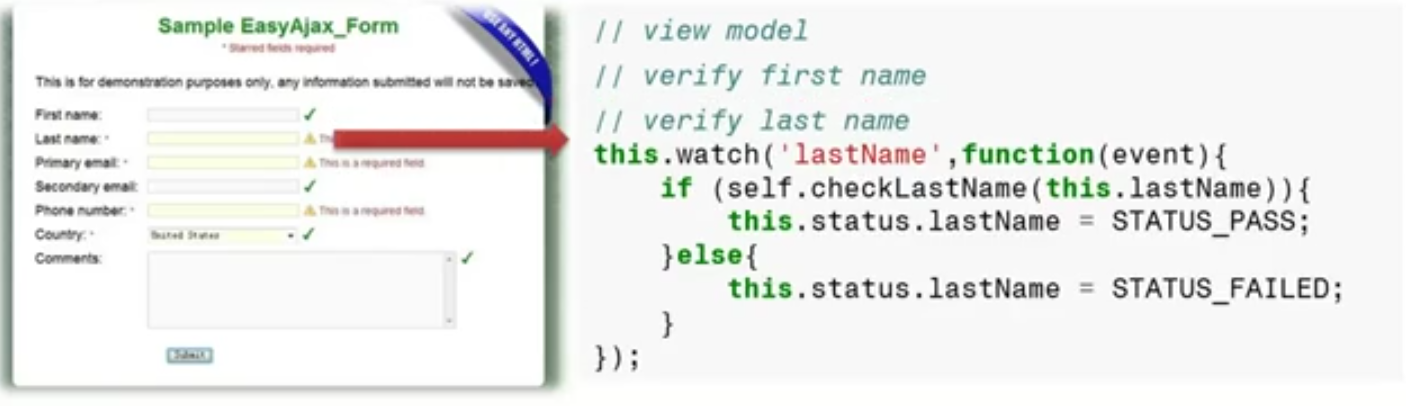 Sample EasyAjax_Form
* Starred fields required
USE ANY HTML!
This is for demonstration purposes only, any information submitted will not be saved
First name:
Last name: *
Primary email: * This is a required field.
Secondary email:
Phone number: * This is a required field.
Country: * United States
Comments:
Submit
// view model
// verify first name
// verify last name
this.watch('lastName',function(event){
if (self.checkLastName(this.lastName)){
this.status.lastName = STATUS_PASS;
}else{
this.status.lastName = STATUS_FAILED;
}
});